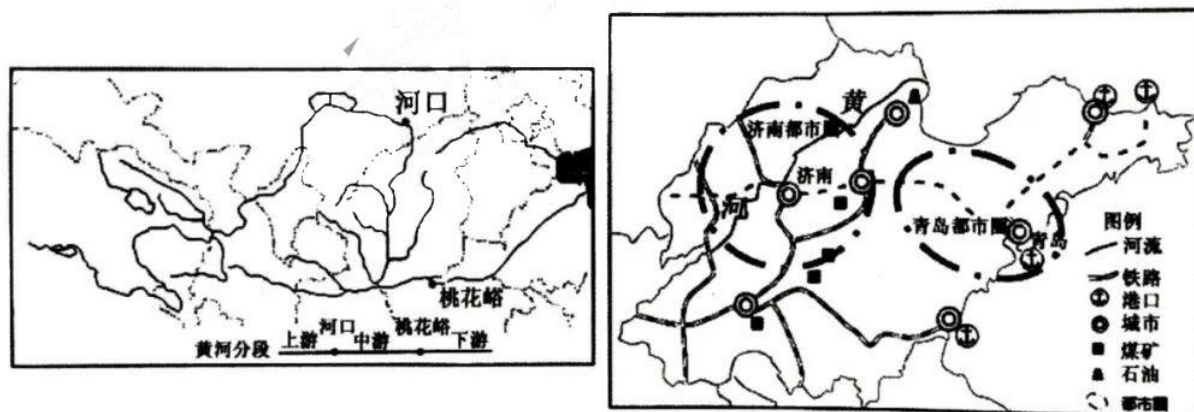 河口
桃花峪
河口 桃花峪
黄河分段 上游 中游 下游
黄
济南都市圈
济南
河
青岛都市圈
青岛
图例
河流
铁路
港口
城市
煤矿
石油
都市圈